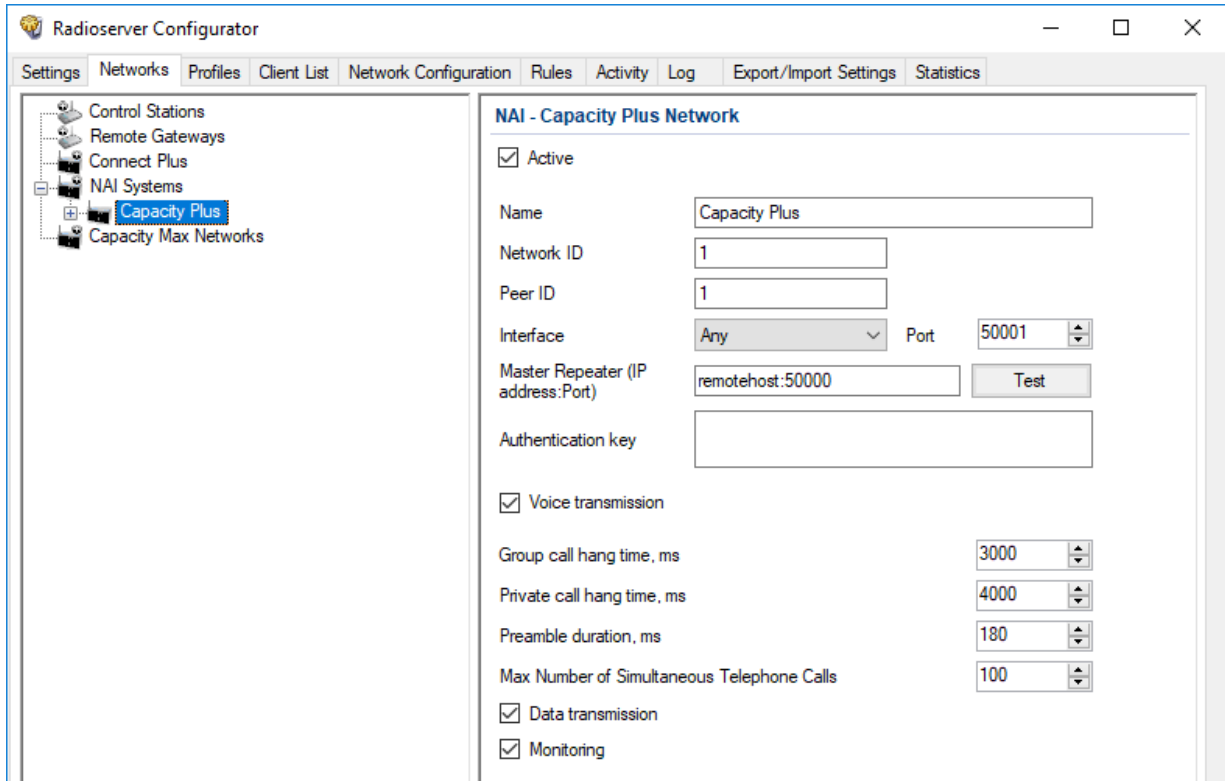 Radioserver Configurator
Settings Networks Profiles Client List Network Configuration Rules Activity Log Export/Import Settings Statistics
Control Stations
Remote Gateways
Connect Plus
NAI Systems
Capacity Plus
Capacity Max Networks
NAI - Capacity Plus Network
Active
Name Capacity Plus
Network ID 1
Peer ID 1
Interface Any Port 50001
Master Repeater (IP
address:Port) remotehost:50000 Test
Authentication key
Voice transmission
Group call hang time, ms 3000
Private call hang time, ms 4000
Preamble duration, ms 180
Max Number of Simultaneous Telephone Calls 100
Data transmission
Monitoring